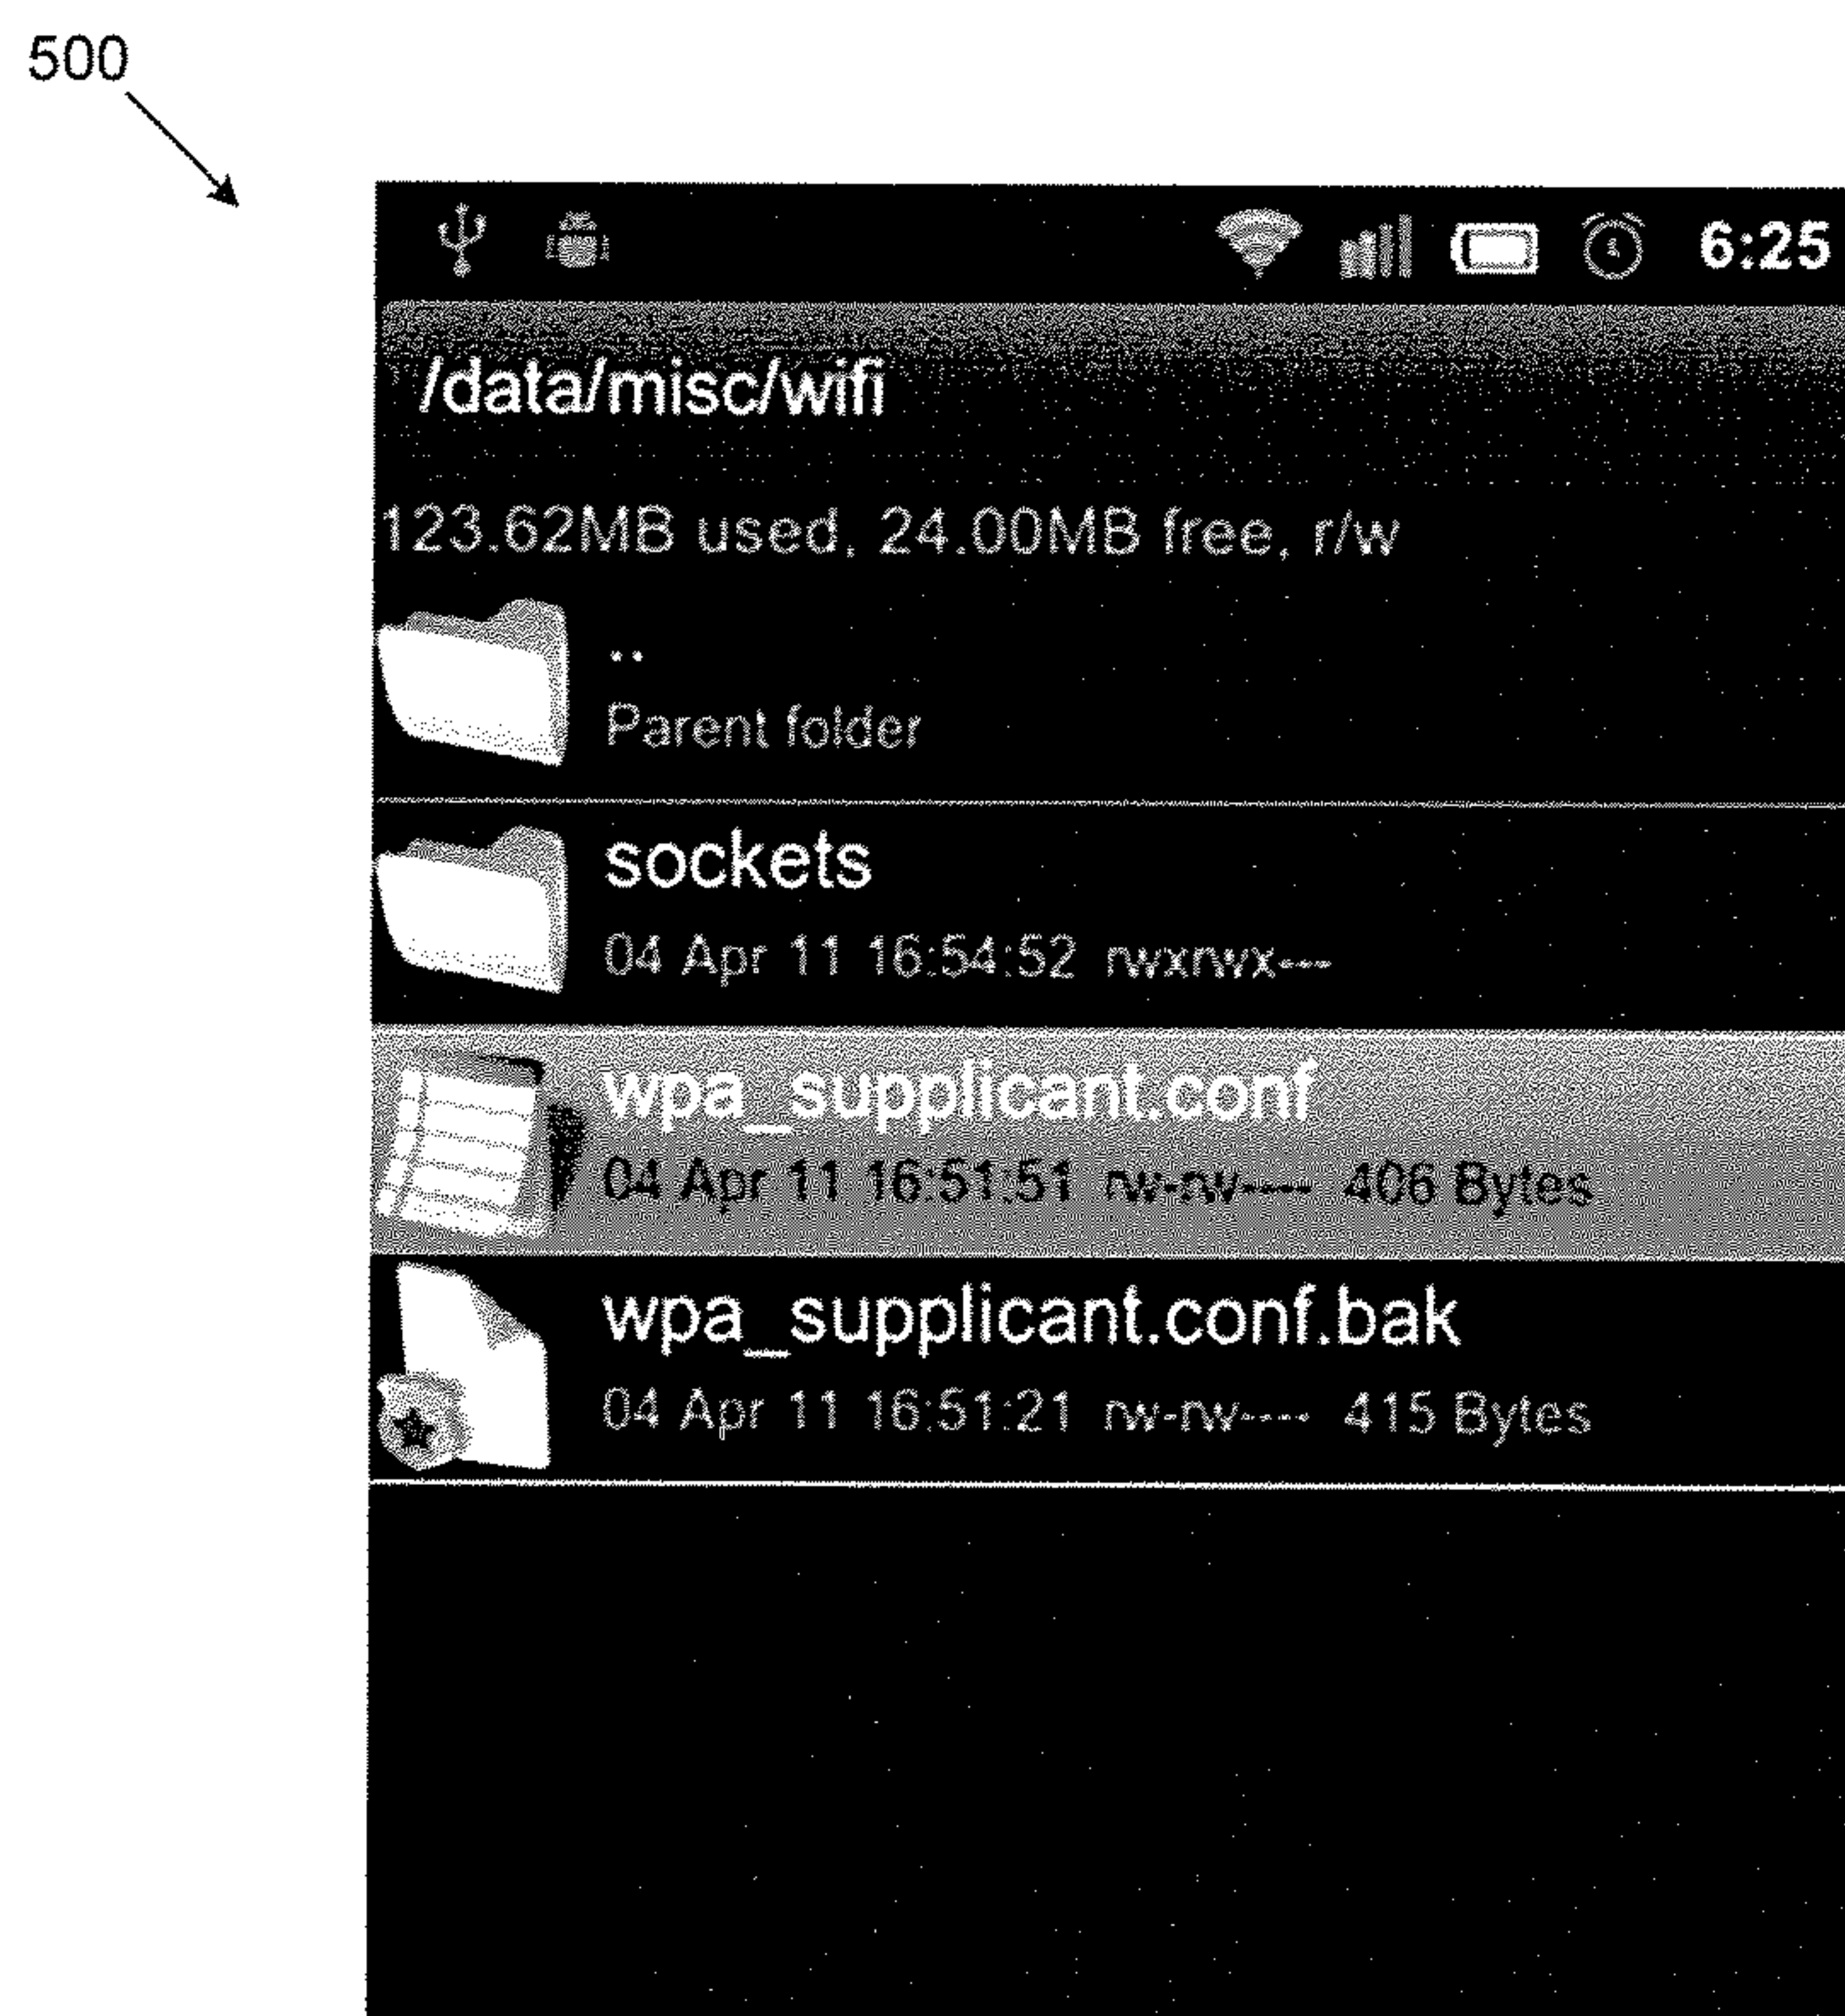 500
6:25
/data/misc/wifi
123.62MB used, 24.00MB free, r/w
..
Parent folder
sockets
04 Apr 11 16:54:52 rwxrwx---
wpa_supplicant.conf
04 Apr 11 16:51:51 rw-rw---- 406 Bytes
wpa_supplicant.conf.bak
04 Apr 11 16:51:21 rw-rw---- 415 Bytes